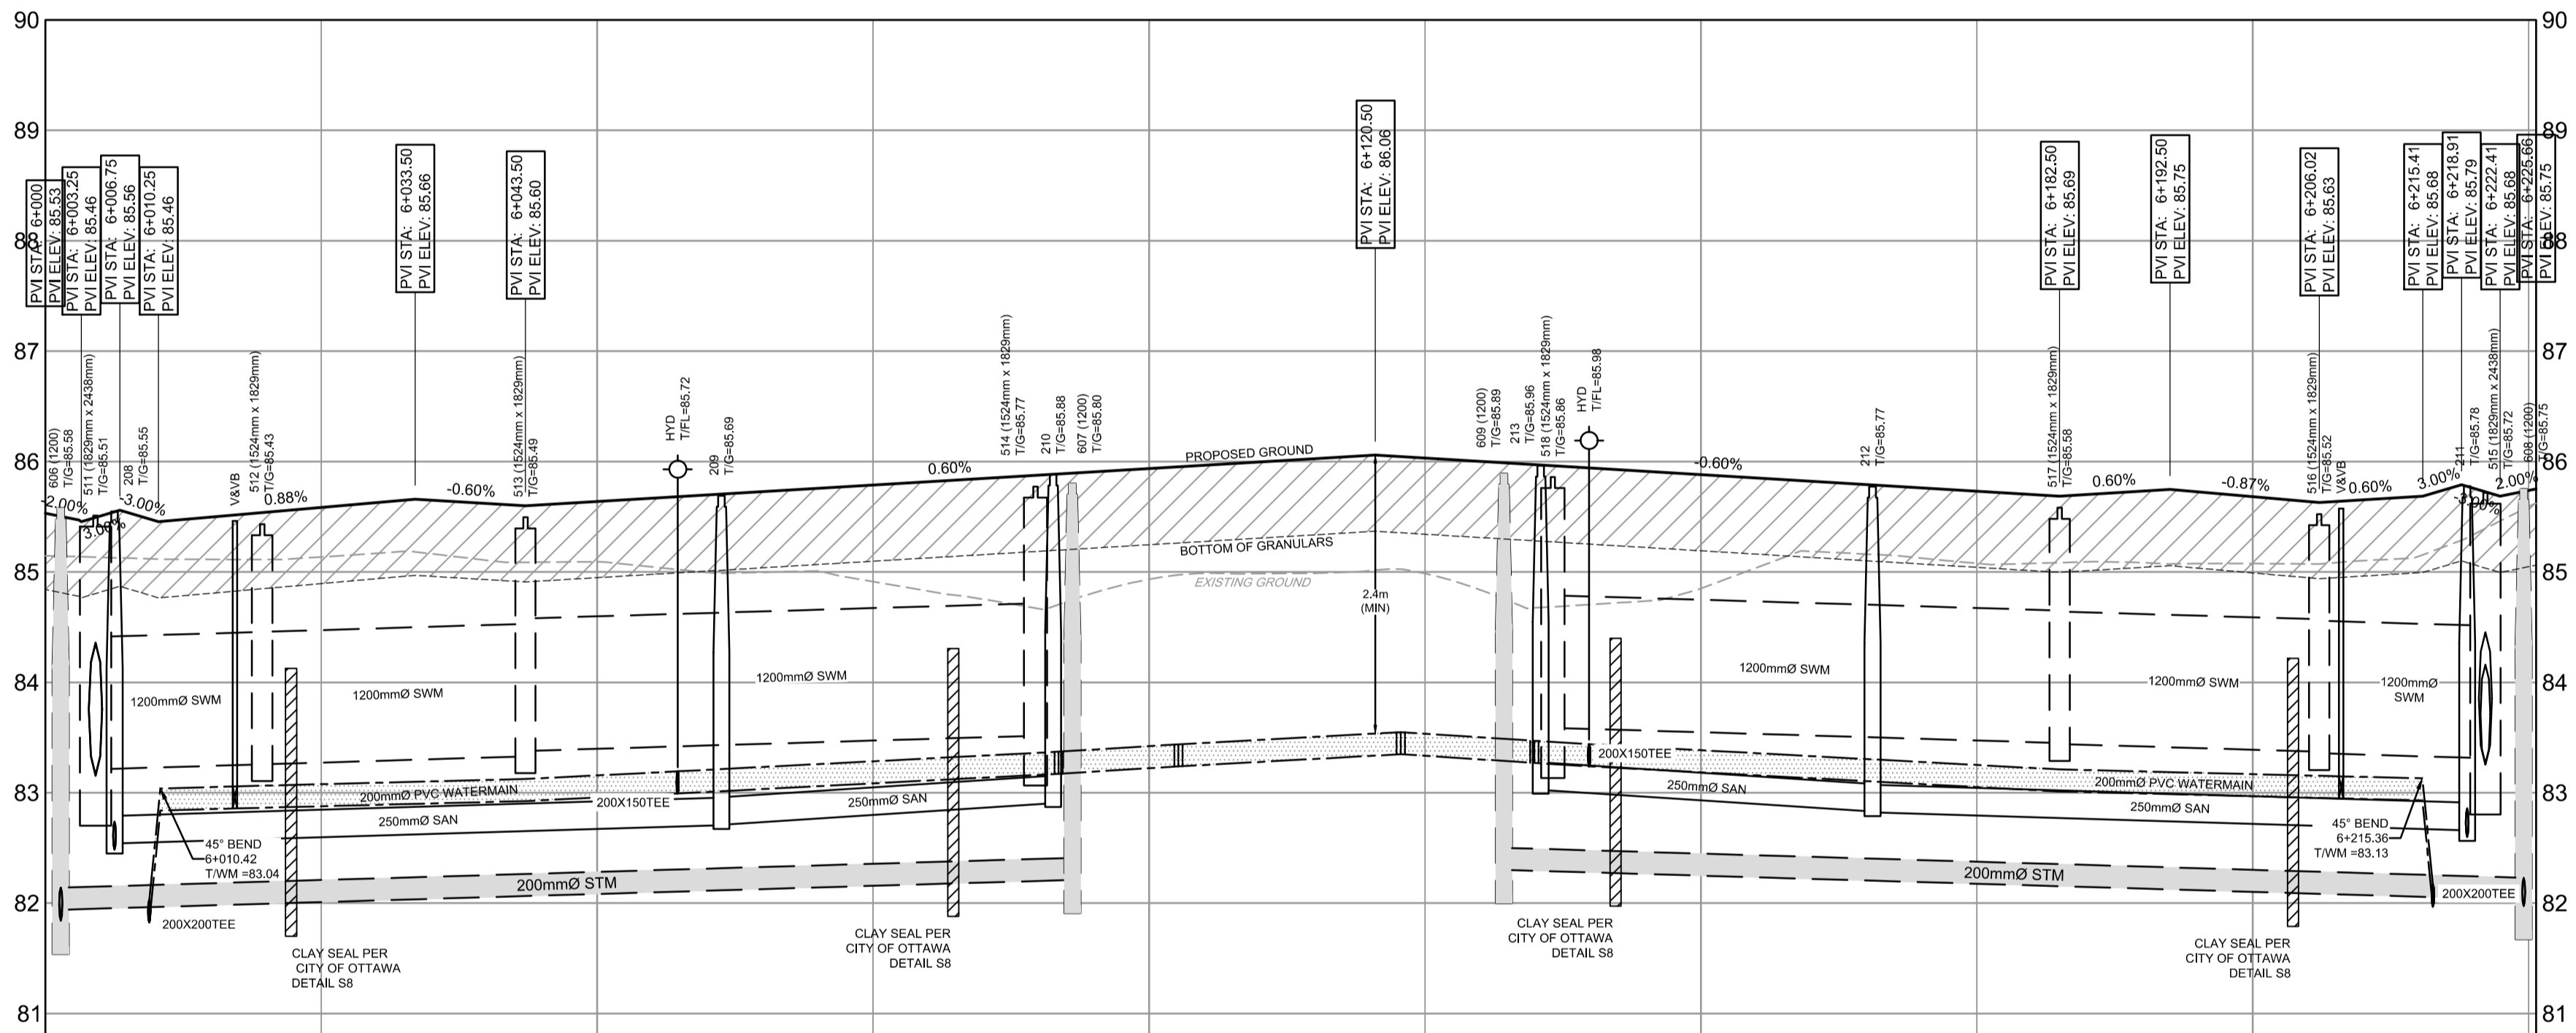 90
90
89
89
88
88
87
87
86
86
85
85
84
84
83
83
82
82
81
81
PVI STA: 6+000
PVI ELEV: 85.53
PVI STA: 6+003.25
PVI ELEV: 85.46
PVI STA: 6+006.75
PVI ELEV: 85.56
PVI STA: 6+010.25
PVI ELEV: 85.46
PVI STA: 6+033.50
PVI ELEV: 85.66
PVI STA: 6+043.50
PVI ELEV: 85.60
PVI STA: 6+120.50
PVI ELEV: 86.06
PVI STA: 6+182.50
PVI ELEV: 85.69
PVI STA: 6+192.50
PVI ELEV: 85.75
PVI STA: 6+206.02
PVI ELEV: 85.63
PVI STA: 6+215.41
PVI ELEV: 85.68
PVI STA: 6+218.91
PVI ELEV: 85.79
PVI STA: 6+222.41
PVI ELEV: 85.68
PVI STA: 6+225.66
PVI ELEV: 85.75
606 (1200)
T/G=85.58
511 (1829mm x 2438mm)
T/G=85.51
208
T/G=85.55
V&VB
512 (1524mm x 1829mm)
T/G=85.43
513 (1524mm x 1829mm)
T/G=85.49
HYD
T/FL=85.72
209
T/G=85.69
514 (1524mm x 1829mm)
T/G=85.77
210
T/G=85.88
607 (1200)
T/G=85.80
609 (1200)
T/G=85.89
213
T/G=85.96
518 (1524mm x 1829mm)
T/G=85.86
HYD
T/FL=85.98
212
T/G=85.77
517 (1524mm x 1829mm)
T/G=85.58
516 (1524mm x 1829mm)
T/G=85.52
V&VB
211
T/G=85.78
515 (1829mm x 2438mm)
T/G=85.72
608 (1200)
T/G=85.75
-2.00%
3.00%
-3.00%
0.88%
-0.60%
0.60%
PROPOSED GROUND
-0.60%
0.60%
-0.87%
0.60%
3.00%
-3.00%
2.00%
BOTTOM OF GRANULARS
EXISTING GROUND
2.4m
(MIN)
1200mmØ SWM
1200mmØ SWM
1200mmØ SWM
1200mmØ SWM
1200mmØ SWM
1200mmØ
SWM
200mmØ PVC WATERMAIN
200X150TEE
200X150TEE
200mmØ PVC WATERMAIN
250mmØ SAN
250mmØ SAN
250mmØ SAN
250mmØ SAN
45° BEND
6+010.42
T/WM =83.04
45° BEND
6+215.36
T/WM =83.13
200mmØ STM
200mmØ STM
200X200TEE
200X200TEE
CLAY SEAL PER
CITY OF OTTAWA
DETAIL S8
CLAY SEAL PER
CITY OF OTTAWA
DETAIL S8
CLAY SEAL PER
CITY OF OTTAWA
DETAIL S8
CLAY SEAL PER
CITY OF OTTAWA
DETAIL S8